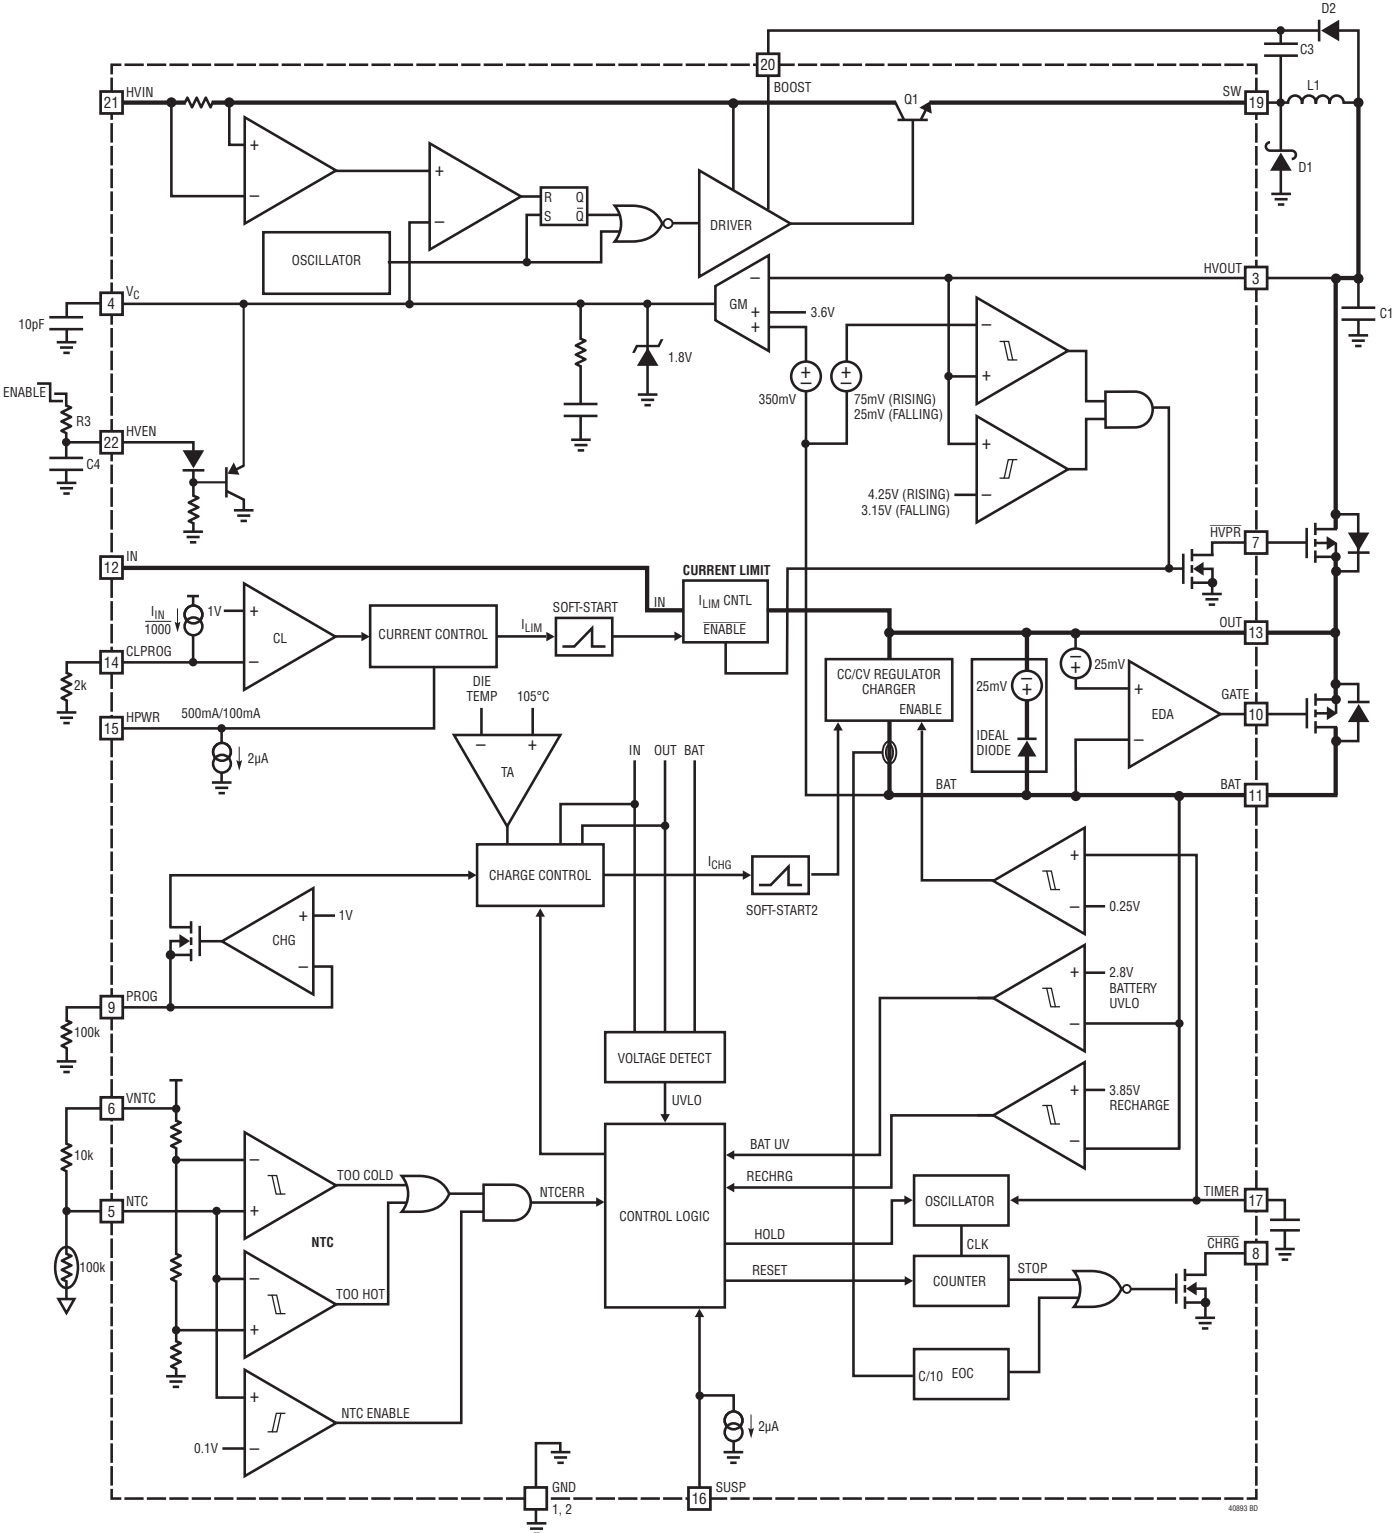 D2
C3
20
BOOST
21
HVIN
Q1
SW
19
L1
D1
+
−
+
−
R
Q
S
Q̅
DRIVER
OSCILLATOR
HVOUT
3
4
VC
10pF
GM
−
+
+
3.6V
C1
−
+
1.8V
+
−
+
−
350mV
75mV (RISING)
25mV (FALLING)
ENABLE
R3
22
HVEN
C4
+
−
4.25V (RISING)
3.15V (FALLING)
H̅V̅P̅R̅
7
12
IN
CURRENT LIMIT
IN
ILIM CNTL
E̅N̅A̅B̅L̅E̅
IIN
1000
1V
+
−
CL
CURRENT CONTROL
ILIM
SOFT-START
OUT
13
14
CLPROG
2k
CC/CV REGULATOR
CHARGER
ENABLE
25mV
−
+
IDEAL
DIODE
−
+
25mV
+
−
EDA
GATE
10
15
HPWR
500mA/100mA
2µA
DIE
TEMP
105°C
−
+
TA
IN
OUT
BAT
BAT
BAT
11
CHARGE CONTROL
ICHG
SOFT-START2
+
−
0.25V
CHG
+
−
1V
9
PROG
100k
+
−
2.8V
BATTERY
UVLO
VOLTAGE DETECT
UVLO
+
−
3.85V
RECHARGE
6
VNTC
10k
5
NTC
100k
−
+
TOO COLD
NTC
−
+
TOO HOT
NTCERR
CONTROL LOGIC
BAT UV
RECHRG
HOLD
RESET
OSCILLATOR
CLK
COUNTER
STOP
TIMER
17
C̅H̅R̅G̅
8
C/10
EOC
+
−
NTC ENABLE
0.1V
2µA
GND
1, 2
16
SUSP
40893 BD